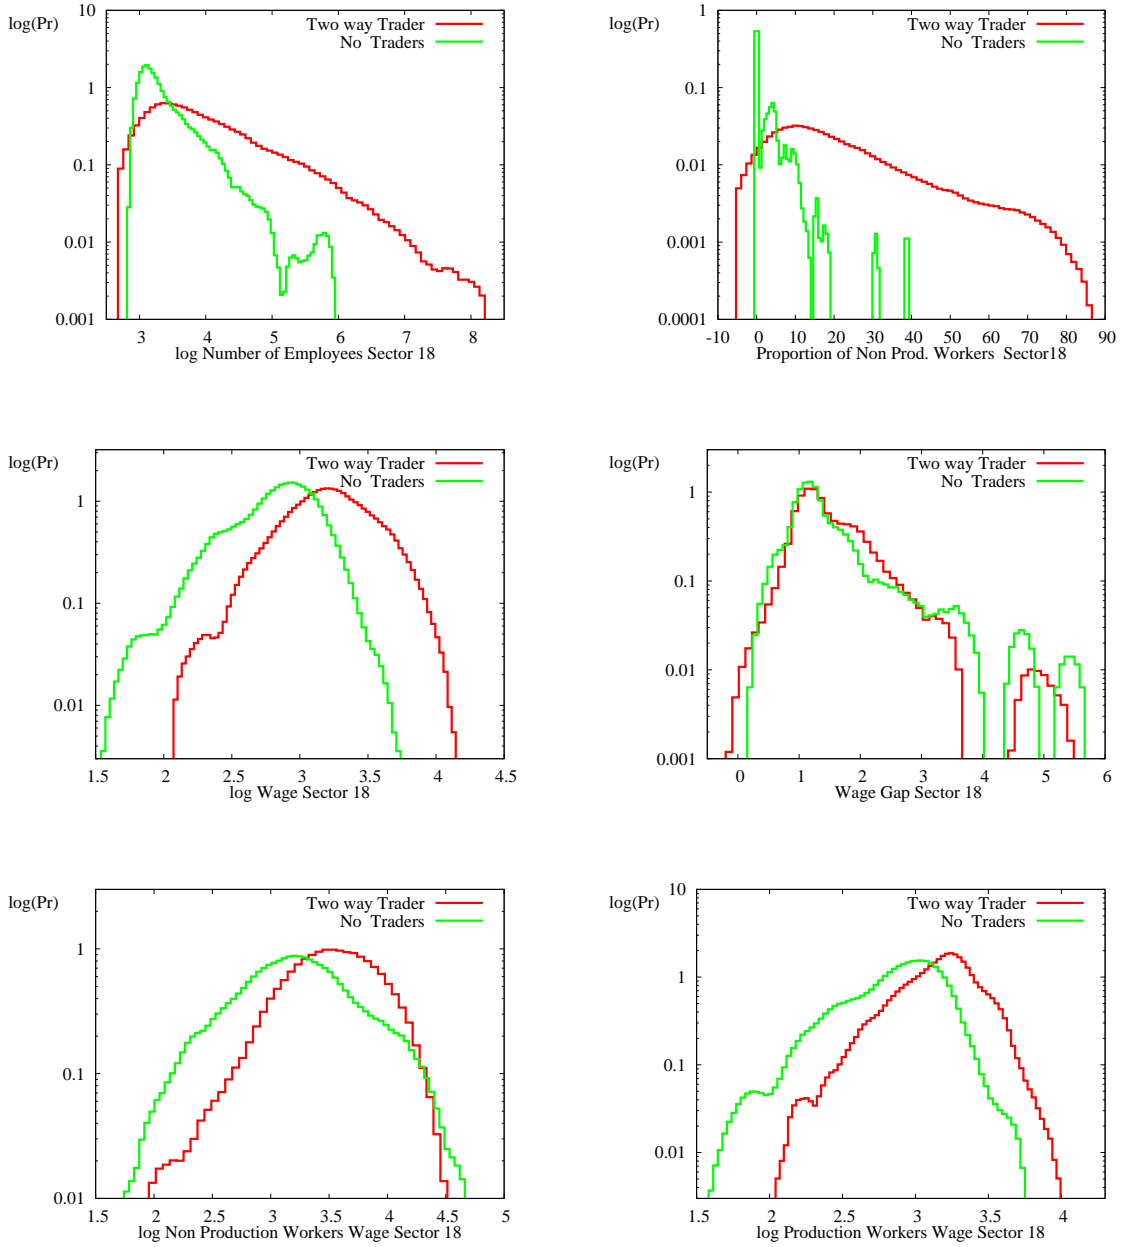 log(Pr)
Two way Trader
No Traders
10
1
0.1
0.01
0.001
3 4 5 6 7 8
log Number of Employees Sector 18
log(Pr)
Two way Trader
No Traders
1
0.1
0.01
0.001
0.0001
-10 0 10 20 30 40 50 60 70 80 90
Proportion of Non Prod. Workers Sector18
log(Pr)
Two way Trader
No Traders
1
0.1
0.01
1.5 2 2.5 3 3.5 4 4.5
log Wage Sector 18
log(Pr)
Two way Trader
No Traders
1
0.1
0.01
0.001
0 1 2 3 4 5 6
Wage Gap Sector 18
log(Pr)
Two way Trader
No Traders
1
0.1
0.01
1.5 2 2.5 3 3.5 4 4.5 5
log Non Production Workers Wage Sector 18
log(Pr)
Two way Trader
No Traders
10
1
0.1
0.01
1.5 2 2.5 3 3.5 4
log Production Workers Wage Sector 18